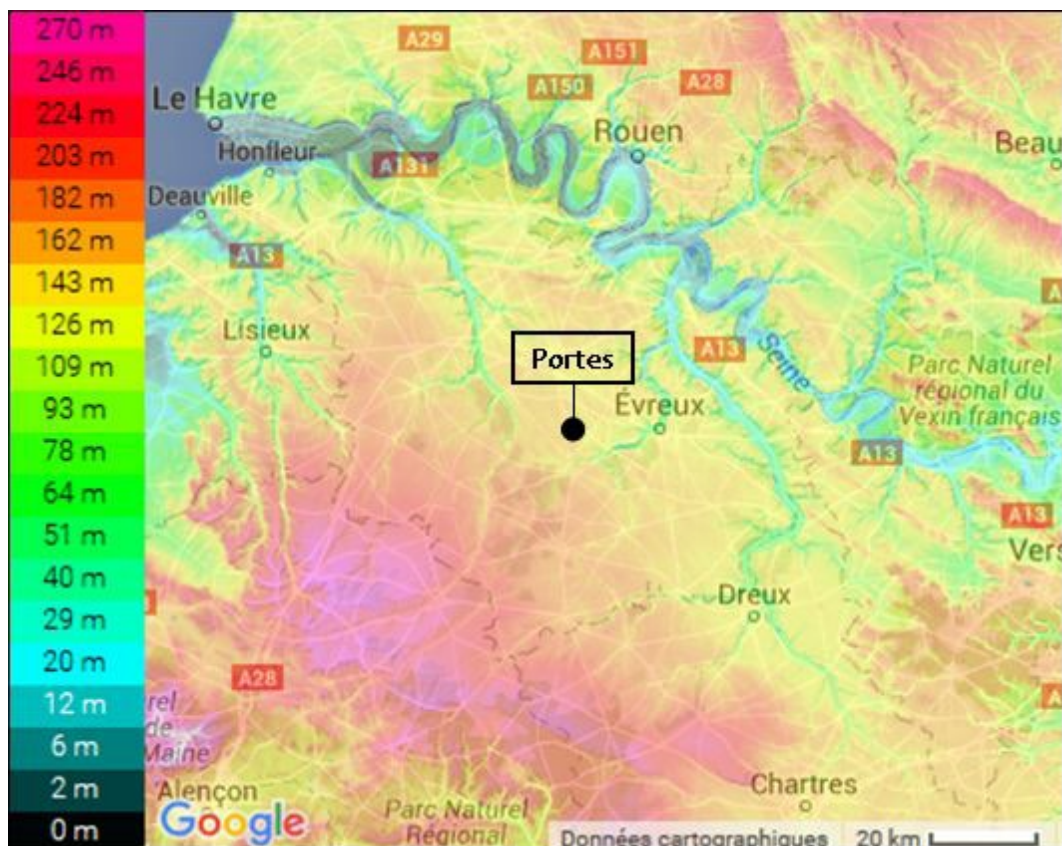 270 m
246 m
224 m
203 m
182 m
162 m
143 m
126 m
109 m
93 m
78 m
64 m
51 m
40 m
29 m
20 m
12 m
6 m
2 m
0 m
A29
A151
A150
A28
Le Havre
Rouen
Beau
Honfleur
A131
Deauville
A13
Lisieux
A13
Seine
Portes
Parc Naturel
régional du
Vexin français
Évreux
A13
A13
Vers
Dreux
A28
rel
de
Maine
Chartres
Alençon
Parc Naturel
Régional
Google
Données cartographiques
20 km